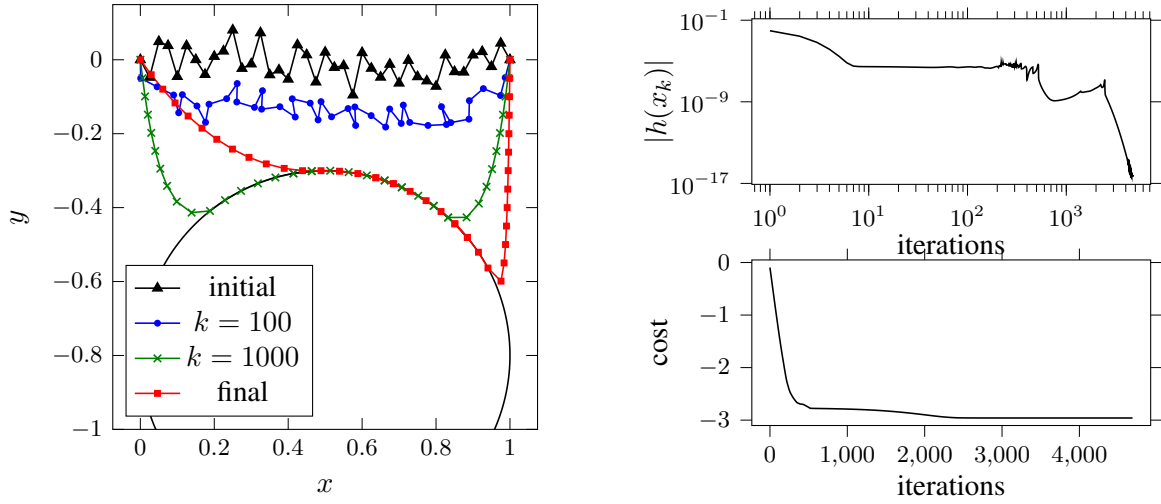 0
−0.2
−0.4
−0.6
−0.8
−1
y
0
0.2
0.4
0.6
0.8
1
x
initial
k = 100
k = 1000
final
10^−1
10^−9
10^−17
|h(x_k)|
10^0
10^1
10^2
10^3
iterations
0
−1
−2
−3
cost
0
1,000
2,000
3,000
4,000
iterations